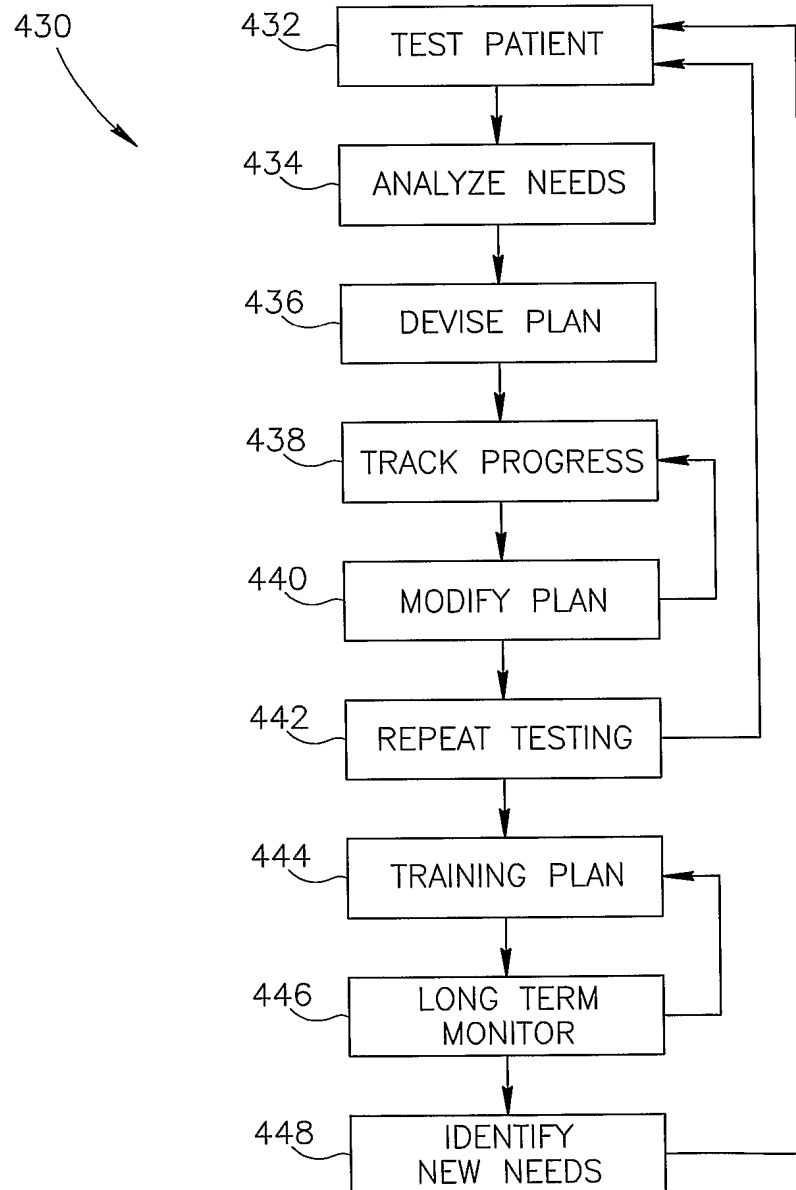 430
432
TEST PATIENT
434
ANALYZE NEEDS
436
DEVISE PLAN
438
TRACK PROGRESS
440
MODIFY PLAN
442
REPEAT TESTING
444
TRAINING PLAN
446
LONG TERM
MONITOR
448
IDENTIFY
NEW NEEDS